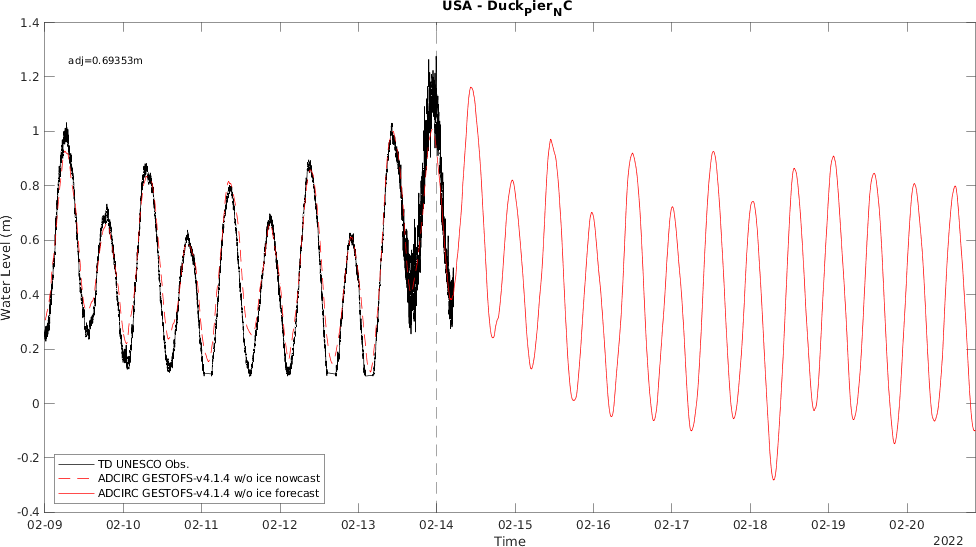 USA - DuckPierNC
1.4
1.2
1
0.8
0.6
0.4
0.2
0
-0.2
-0.4
Water Level (m)
adj=0.69353m
TD UNESCO Obs.
ADCIRC GESTOFS-v4.1.4 w/o ice nowcast
ADCIRC GESTOFS-v4.1.4 w/o ice forecast
02-09 02-10 02-11 02-12 02-13 02-14 02-15 02-16 02-17 02-18 02-19 02-20
Time
2022